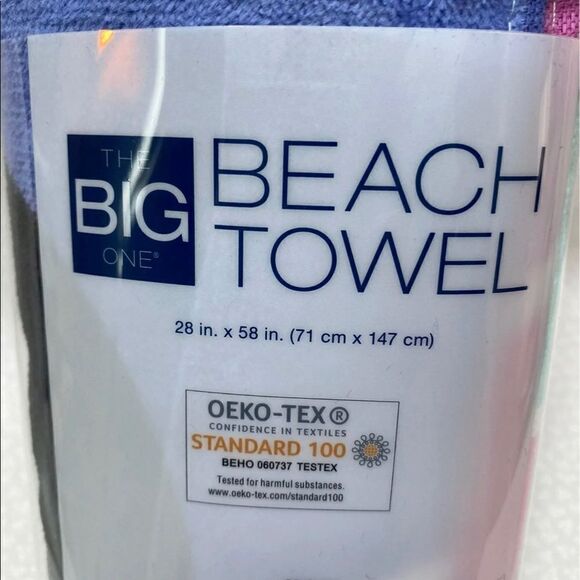 THE
BIG
ONE®
BEACH
TOWEL
28 in. x 58 in. (71 cm x 147 cm)
OEKO-TEX®
CONFIDENCE IN TEXTILES
STANDARD 100
BEHO 060737 TESTEX
Tested for harmful substances.
www.oeko-tex.com/standard100